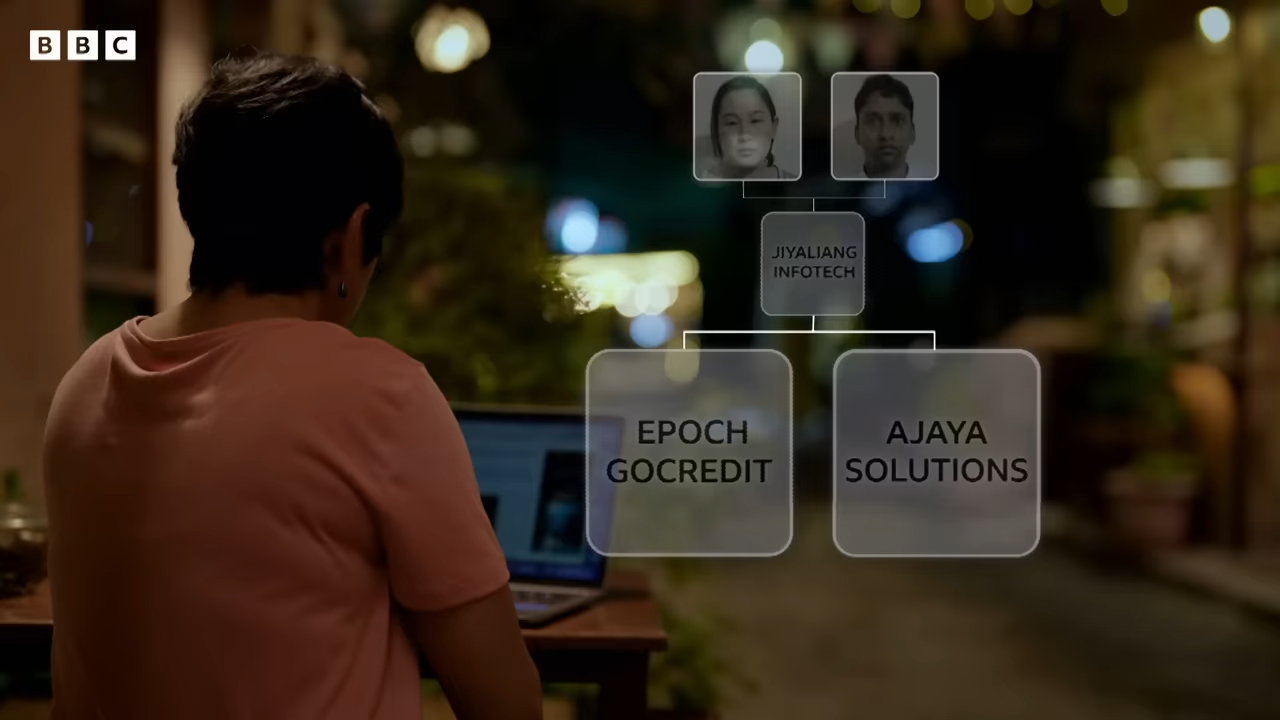 BBC
JIYALIANG
INFOTECH
EPOCH
GOCREDIT
AJAYA
SOLUTIONS